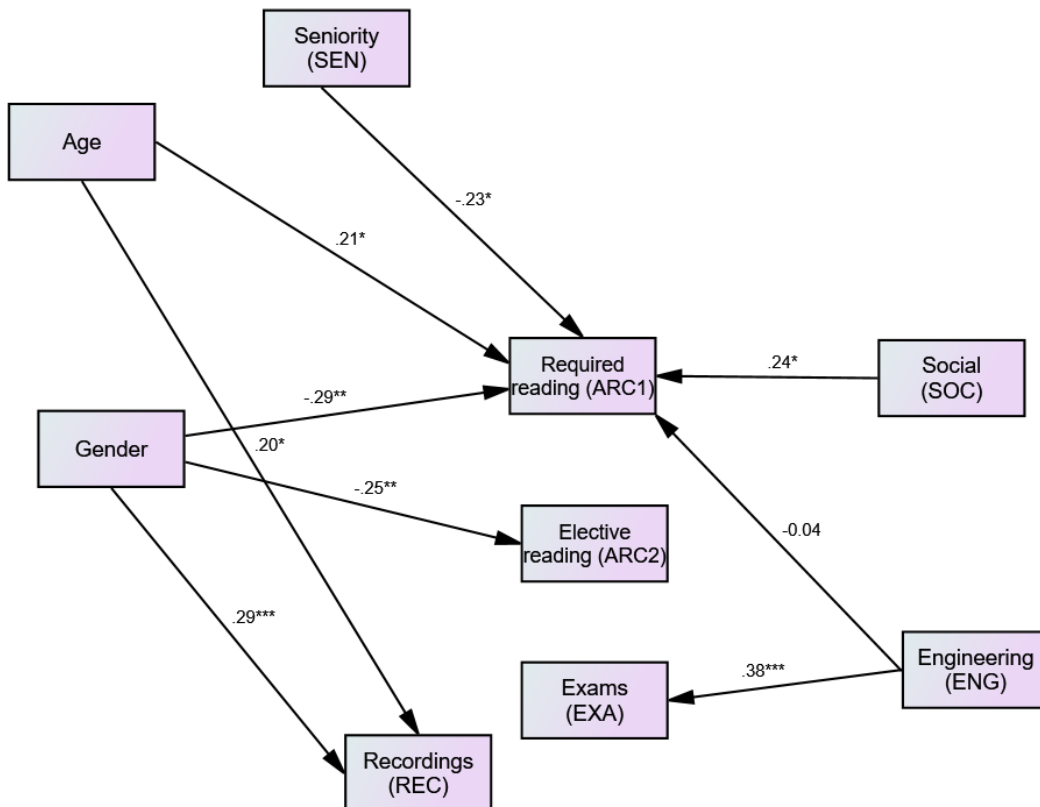 Seniority
(SEN)
Age
-.23*
.21*
Required
reading (ARC1)
.24*
Social
(SOC)
-.29**
Gender
.20*
-.25**
Elective
reading (ARC2)
-0.04
.29***
Engineering
(ENG)
.38***
Exams
(EXA)
Recordings
(REC)